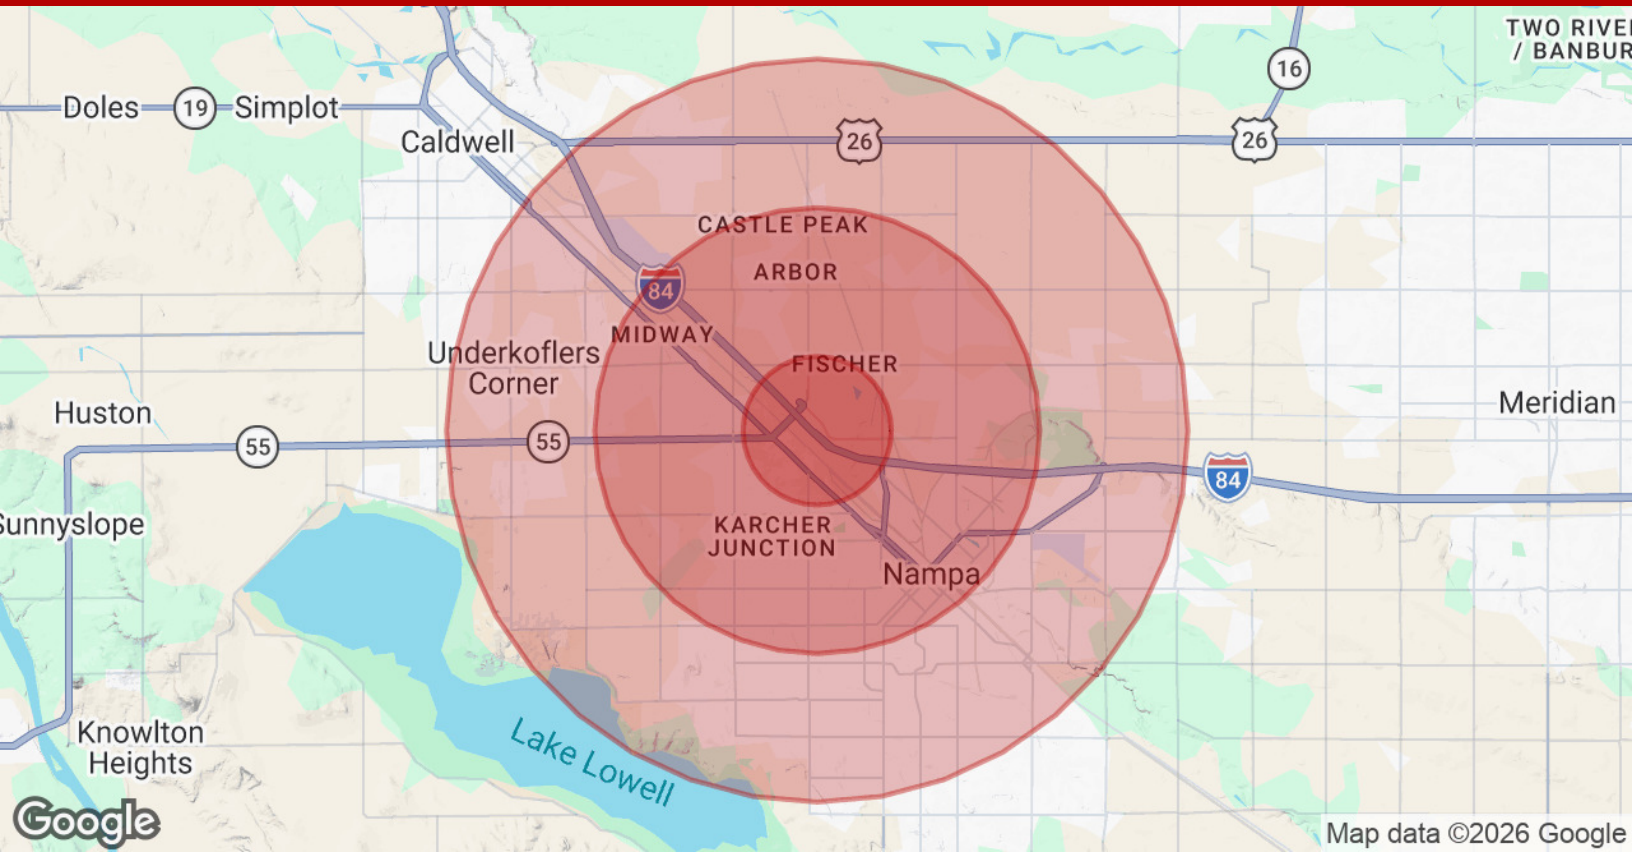 TWO RIVE
/ BANBUR
16
Doles
19
Simplot
Caldwell
26
26
CASTLE PEAK
ARBOR
84
MIDWAY
Underkoflers
Corner
FISCHER
Huston
55
55
Meridian
84
Sunnyslope
KARCHER
JUNCTION
Nampa
Knowlton
Heights
Lake Lowell
Google
Map data ©2026 Google